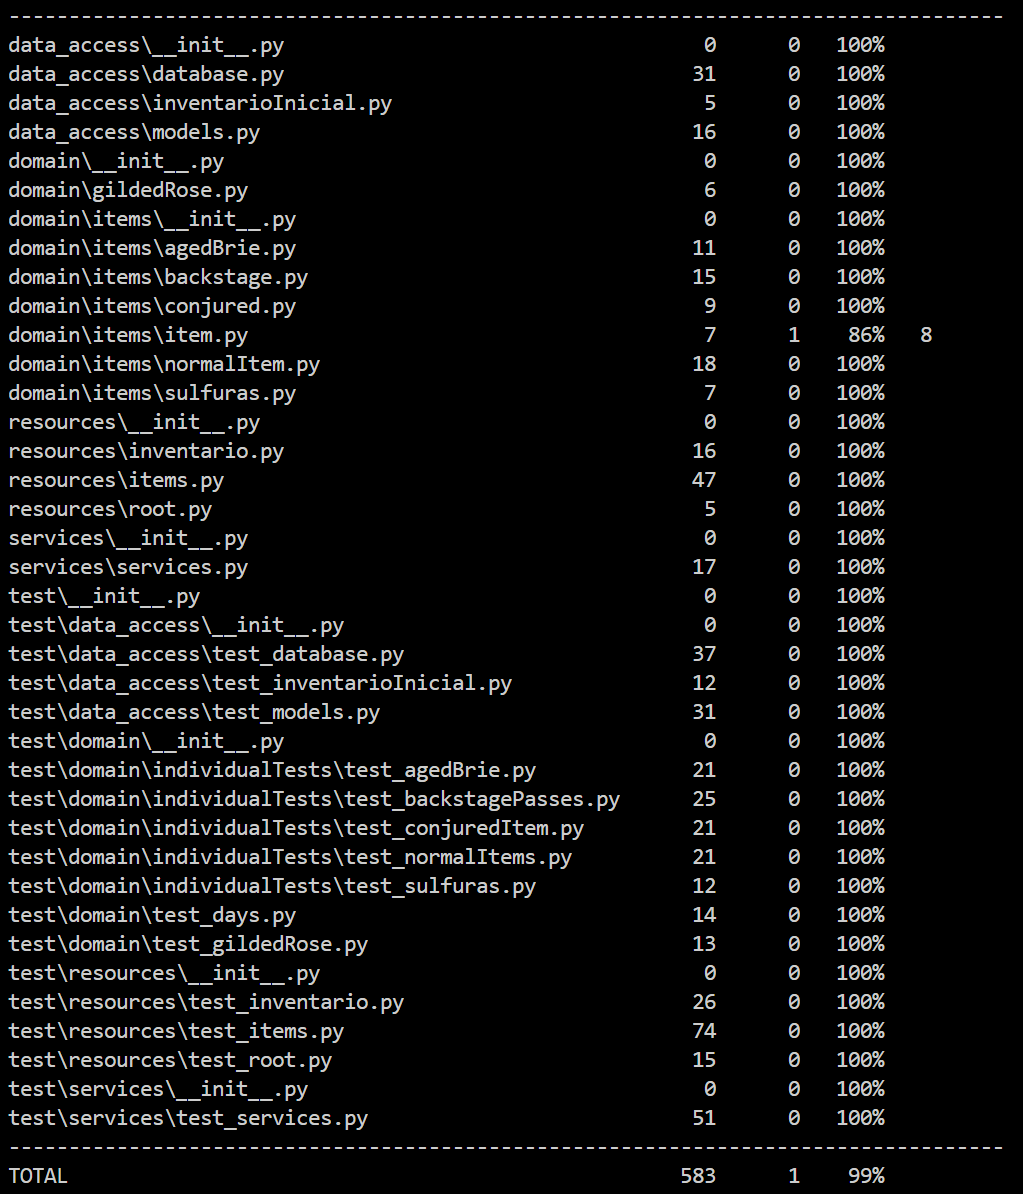 --------------------------------------------------------------------------------
data_access\__init__.py                                   0      0   100%
data_access\database.py                                  31      0   100%
data_access\inventarioInicial.py                          5      0   100%
data_access\models.py                                    16      0   100%
domain\__init__.py                                        0      0   100%
domain\gildedRose.py                                      6      0   100%
domain\items\__init__.py                                  0      0   100%
domain\items\agedBrie.py                                 11      0   100%
domain\items\backstage.py                                15      0   100%
domain\items\conjured.py                                  9      0   100%
domain\items\item.py                                      7      1    86%   8
domain\items\normalItem.py                               18      0   100%
domain\items\sulfuras.py                                  7      0   100%
resources\__init__.py                                     0      0   100%
resources\inventario.py                                  16      0   100%
resources\items.py                                       47      0   100%
resources\root.py                                         5      0   100%
services\__init__.py                                      0      0   100%
services\services.py                                     17      0   100%
test\__init__.py                                          0      0   100%
test\data_access\__init__.py                              0      0   100%
test\data_access\test_database.py                        37      0   100%
test\data_access\test_inventarioInicial.py               12      0   100%
test\data_access\test_models.py                          31      0   100%
test\domain\__init__.py                                   0      0   100%
test\domain\individualTests\test_agedBrie.py             21      0   100%
test\domain\individualTests\test_backstagePasses.py      25      0   100%
test\domain\individualTests\test_conjuredItem.py         21      0   100%
test\domain\individualTests\test_normalItems.py          21      0   100%
test\domain\individualTests\test_sulfuras.py             12      0   100%
test\domain\test_days.py                                 14      0   100%
test\domain\test_gildedRose.py                           13      0   100%
test\resources\__init__.py                                0      0   100%
test\resources\test_inventario.py                        26      0   100%
test\resources\test_items.py                             74      0   100%
test\resources\test_root.py                              15      0   100%
test\services\__init__.py                                 0      0   100%
test\services\test_services.py                           51      0   100%
--------------------------------------------------------------------------------
TOTAL                                                   583      1    99%